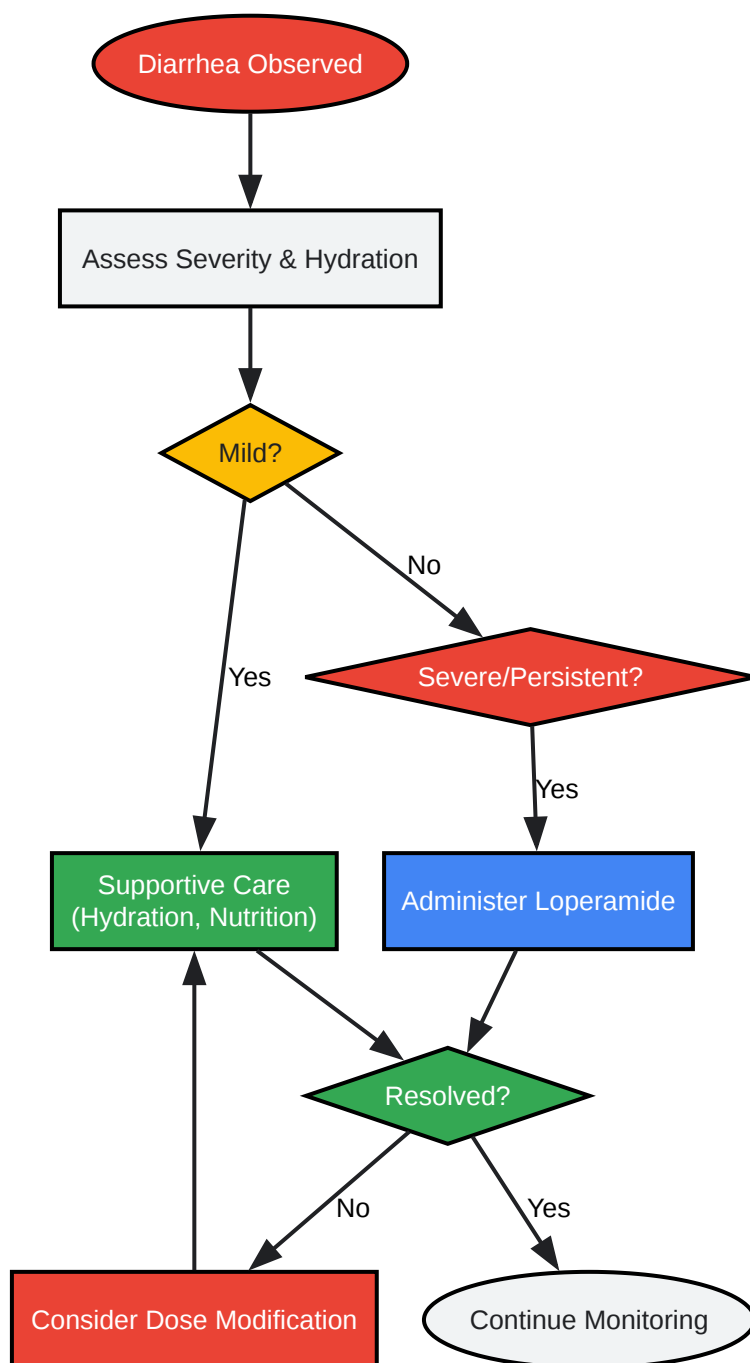 Diarrhea Observed
Assess Severity & Hydration
Mild?
No
Yes
Severe/Persistent?
Yes
Supportive Care
(Hydration, Nutrition)
Administer Loperamide
Resolved?
No
Yes
Consider Dose Modification
Continue Monitoring